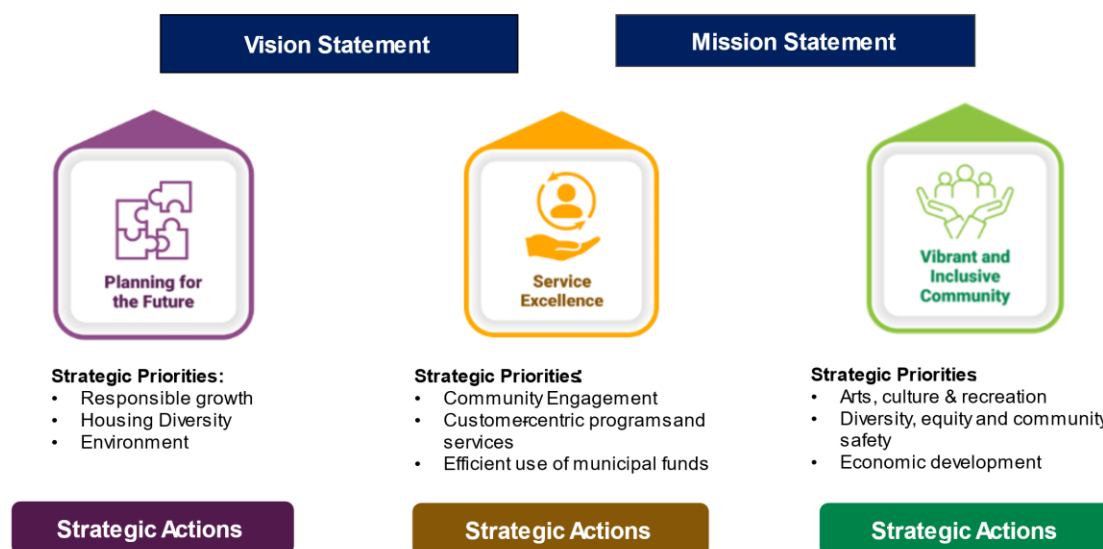 Vision Statement
Mission Statement
Planning for
the Future
Strategic Priorities:
• Responsible growth
• Housing Diversity
• Environment
Strategic Actions
Service
Excellence
Strategic Priorities:
• Community Engagement
• Customer-centric programs and
services
• Efficient use of municipal funds
Strategic Actions
Vibrant and
Inclusive
Community
Strategic Priorities
• Arts, culture & recreation
• Diversity, equity and community
safety
• Economic development
Strategic Actions